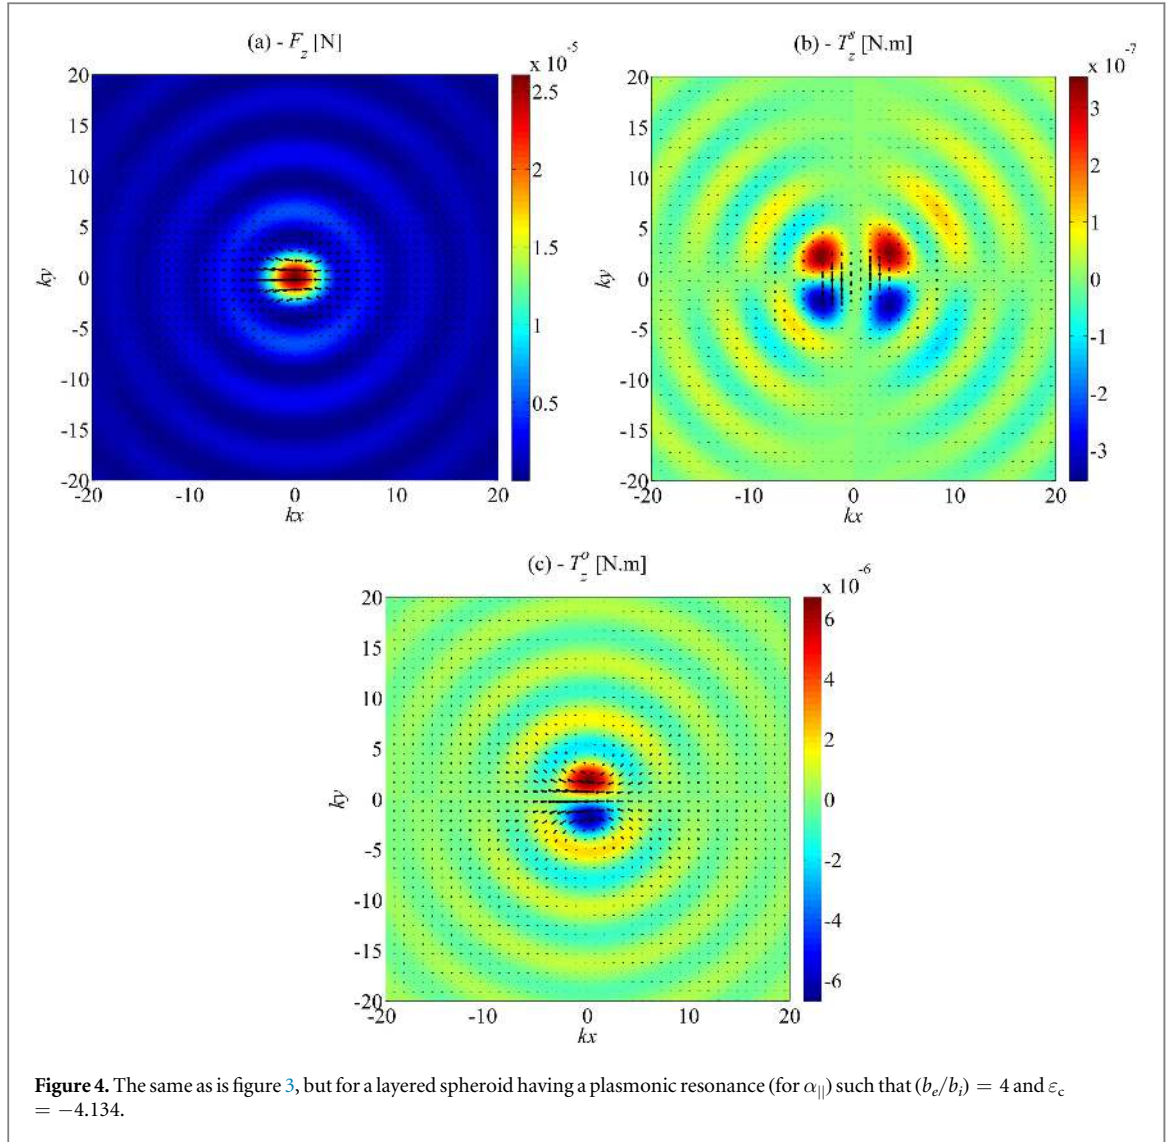 (a) - F_z [N]
x 10^-5
20
15
10
5
0
-5
-10
-15
-20
ky
-20 -10 0 10 20
kx
2.5
2
1.5
1
0.5
(b) - T_z^s [N.m]
x 10^-7
20
15
10
5
0
-5
-10
-15
-20
ky
-20 -10 0 10 20
kx
3
2
1
0
-1
-2
-3
(c) - T_z^o [N.m]
x 10^-6
20
15
10
5
0
-5
-10
-15
-20
ky
-20 -10 0 10 20
kx
6
4
2
0
-2
-4
-6
Figure 4. The same as is figure 3, but for a layered spheroid having a plasmonic resonance (for α_||) such that (b_e/b_i) = 4 and ε_c
= −4.134.